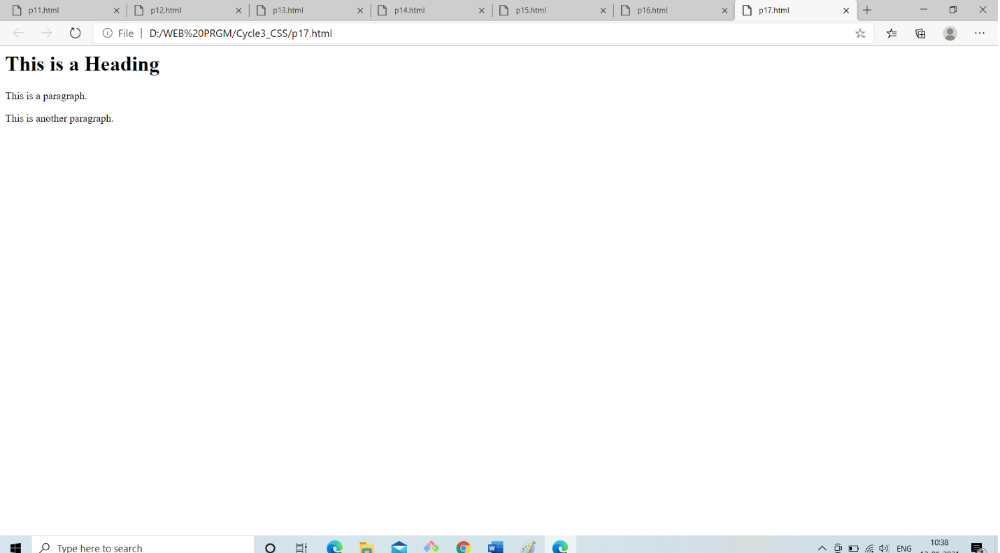 p11.html p12.html p13.html p14.html p15.html p16.html p17.html
File | D:/WEB%20PRGM/Cycle3_CSS/p17.html
This is a Heading
This is a paragraph.
This is another paragraph.
Type here to search
ENG
10:38